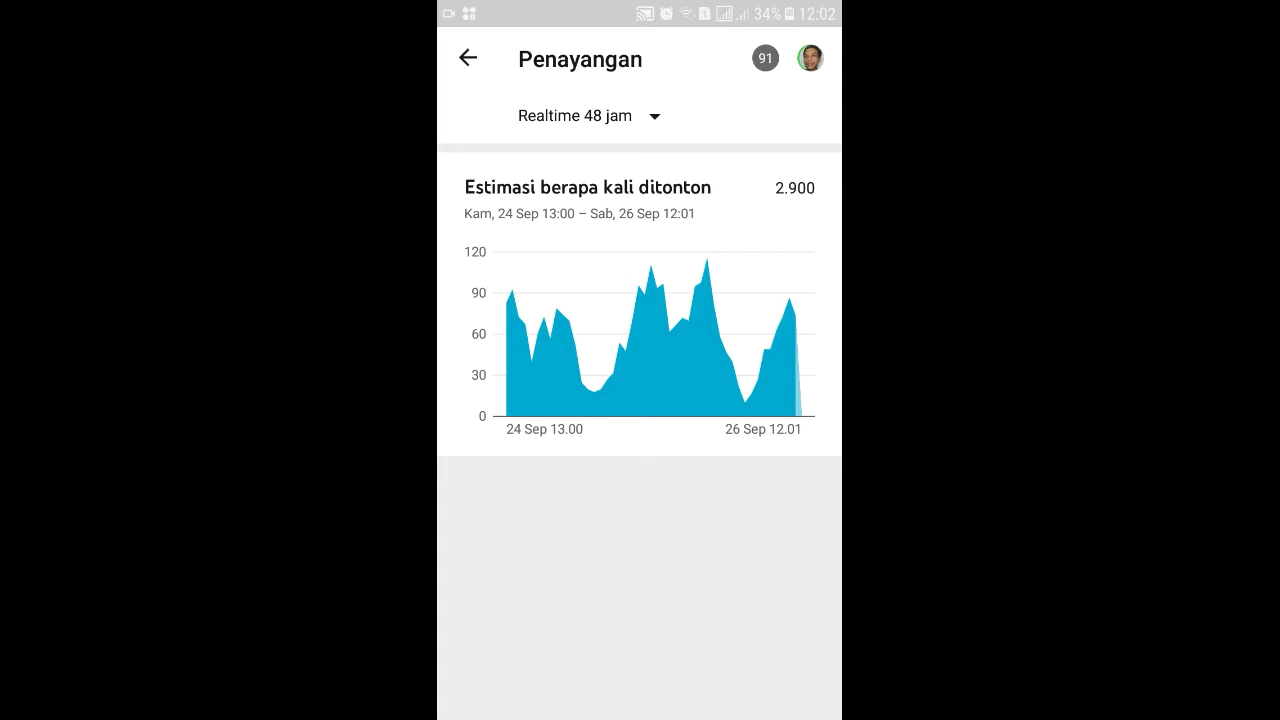 34% 12:02
Penayangan 91
Realtime 48 jam
Estimasi berapa kali ditonton 2.900
Kam, 24 Sep 13:00 – Sab, 26 Sep 12:01
120
90
60
30
0
24 Sep 13.00 26 Sep 12.01